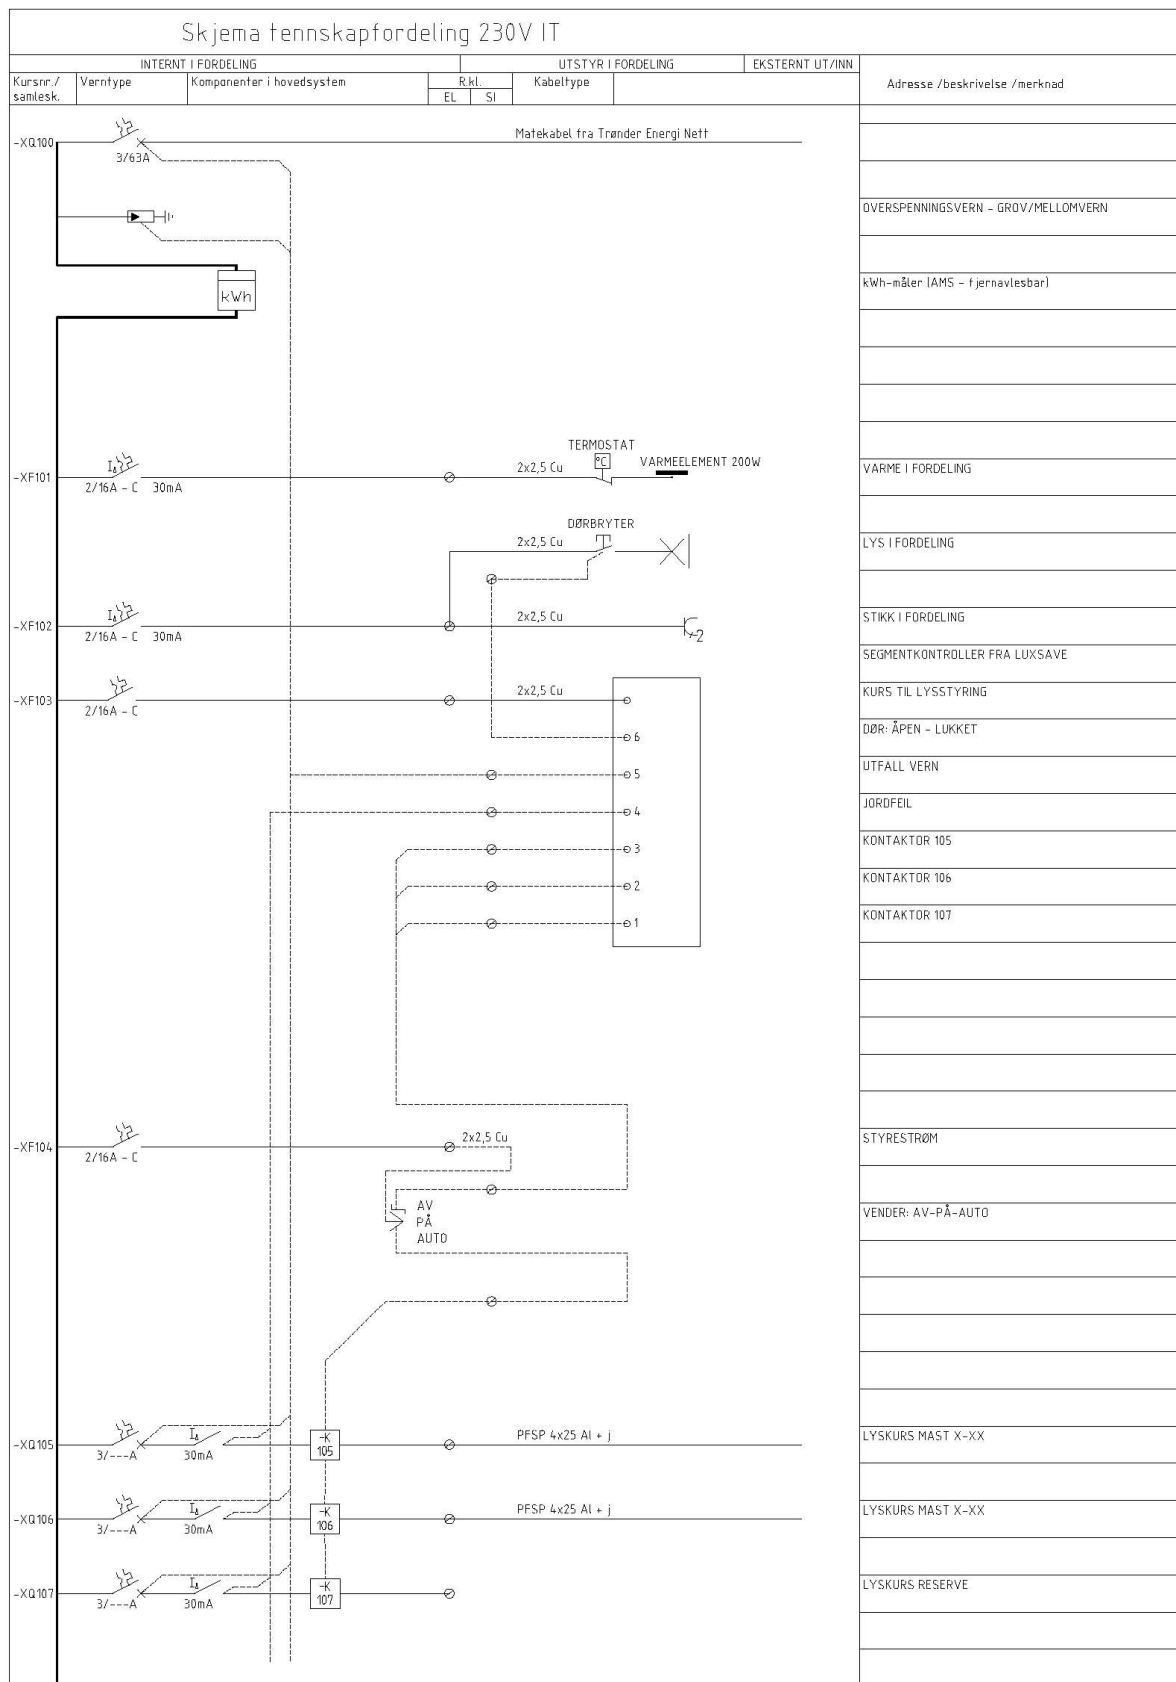 Skjema tennskapfordeling 230V IT
INTERNT I FORDELING
UTSTYR I FORDELING
EKSTERNT UT/INN
Kursnr./
samlesk.
Verntype
Komponenter i hovedsystem
R.kl.
EL
SI
Kabeltype
Adresse /beskrivelse /merknad
-XQ100
3/63A
Matekabel fra Trønder Energi Nett
OVERSPENNINGSVERN - GROV/MELLOMVERN
kWh
kWh-måler (AMS - fjernavlesbar)
TERMOSTAT
°C
-XF101
2/16A - C
30mA
2x2,5 Cu
VARMEELEMENT 200W
VARME I FORDELING
DØRBRYTER
2x2,5 Cu
LYS I FORDELING
-XF102
2/16A - C
30mA
2x2,5 Cu
2
STIKK I FORDELING
SEGMENTKONTROLLER FRA LUXSAVE
-XF103
2/16A - C
2x2,5 Cu
KURS TIL LYSSTYRING
6
DØR: ÅPEN - LUKKET
5
UTFALL VERN
4
JORDFEIL
3
KONTAKTOR 105
2
KONTAKTOR 106
1
KONTAKTOR 107
-XF104
2/16A - C
2x2,5 Cu
STYRESTRØM
AV
PÅ
AUTO
VENDER: AV-PÅ-AUTO
-XQ105
3/---A
I∆
30mA
-K
105
PFSP 4x25 Al + j
LYSKURS MAST X-XX
-XQ106
3/---A
I∆
30mA
-K
106
PFSP 4x25 Al + j
LYSKURS MAST X-XX
-XQ107
3/---A
I∆
30mA
-K
107
LYSKURS RESERVE